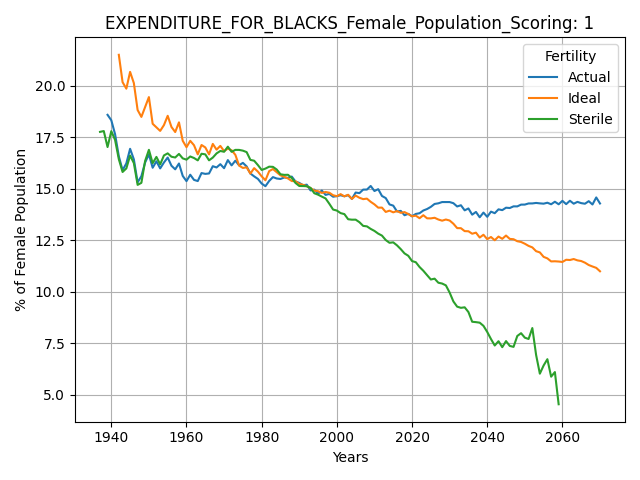 EXPENDITURE_FOR_BLACKS_Female_Population_Scoring: 1
Fertility
Actual
Ideal
Sterile
% of Female Population
20.0
17.5
15.0
12.5
10.0
7.5
5.0
1940 1960 1980 2000 2020 2040 2060
Years